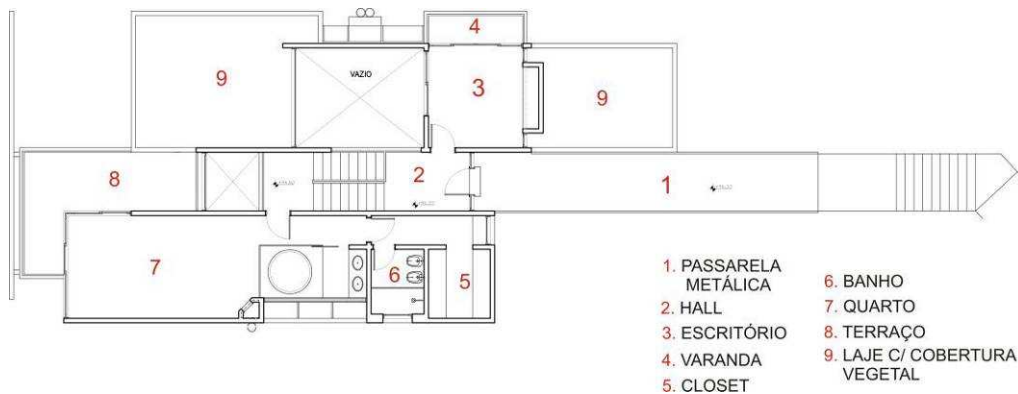 4
9
VAZIO
3
9
8
2
1
7
6
5
1. PASSARELA
METÁLICA
2. HALL
3. ESCRITÓRIO
4. VARANDA
5. CLOSET
6. BANHO
7. QUARTO
8. TERRAÇO
9. LAJE C/ COBERTURA
VEGETAL